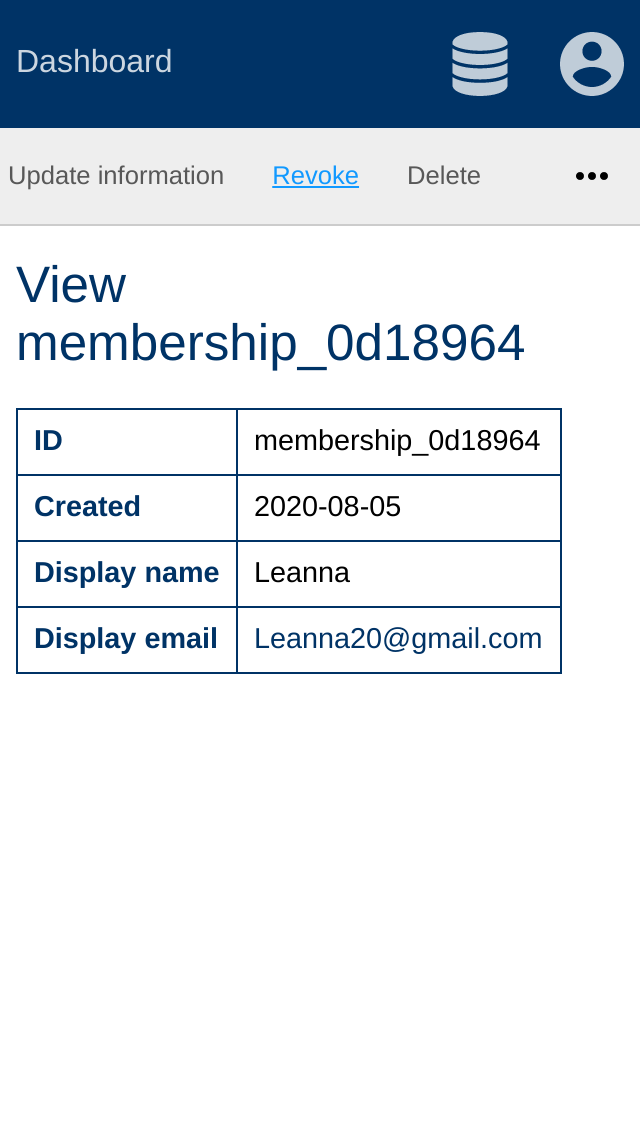 Dashboard
Update information Revoke Delete
View
membership_0d18964
ID membership_0d18964
Created 2020-08-05
Display name Leanna
Display email Leanna20@gmail.com